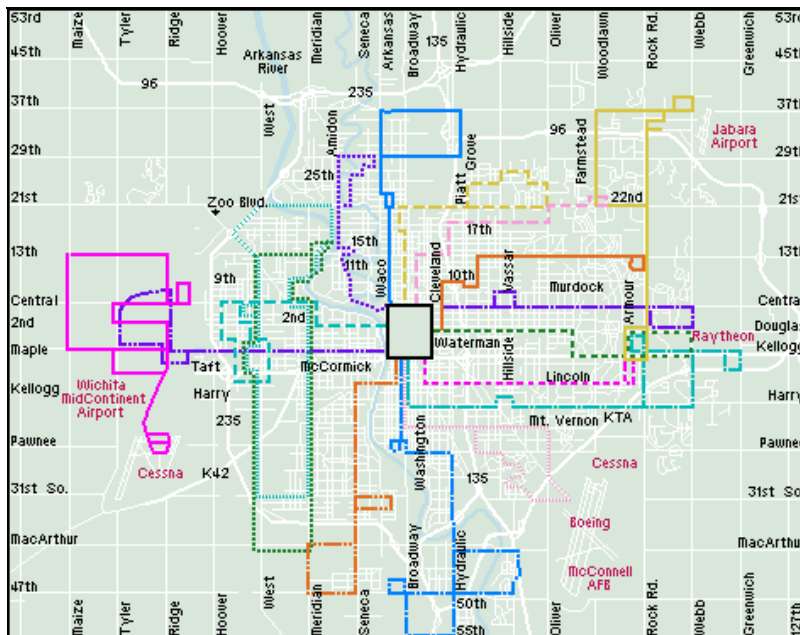 53rd
Maize
Tyler
Ridge
Hoover
Meridian
Seneca
Arkansas
Broadway
135
Hydraulic
Hillside
Oliver
Woodlawn
Rock Rd.
Webb
Greenwich
53rd
45th
Arkansas
River
45th
96
235
37th
West
37th
Amidon
Piatt
Grove
96
Farmstead
Jabara
Airport
29th
29th
25th
21st
Zoo Blvd.
22nd
21st
17th
15th
13th
11th
Waco
Cleveland
13th
9th
10th
Vassar
Murdock
Armour
Central
2nd
Central
2nd
Douglas
Waterman
Raytheon
Maple
Hillside
Kellogg
Taft
McCormick
Lincoln
Kellogg
Wichita
MidContinent
Airport
Harry
Harry
235
Mt. Vernon
KTA
Pawnee
Washington
Pawnee
Cessna
K42
135
Cessna
31st So.
31st So.
Boeing
MacArthur
Broadway
Hydraulic
MacArthur
McConnell
AFB
47th
50th
55th
Maize
Tyler
Ridge
Hoover
West
Meridian
Seneca
Rock Rd.
Webb
Greenwich
127th